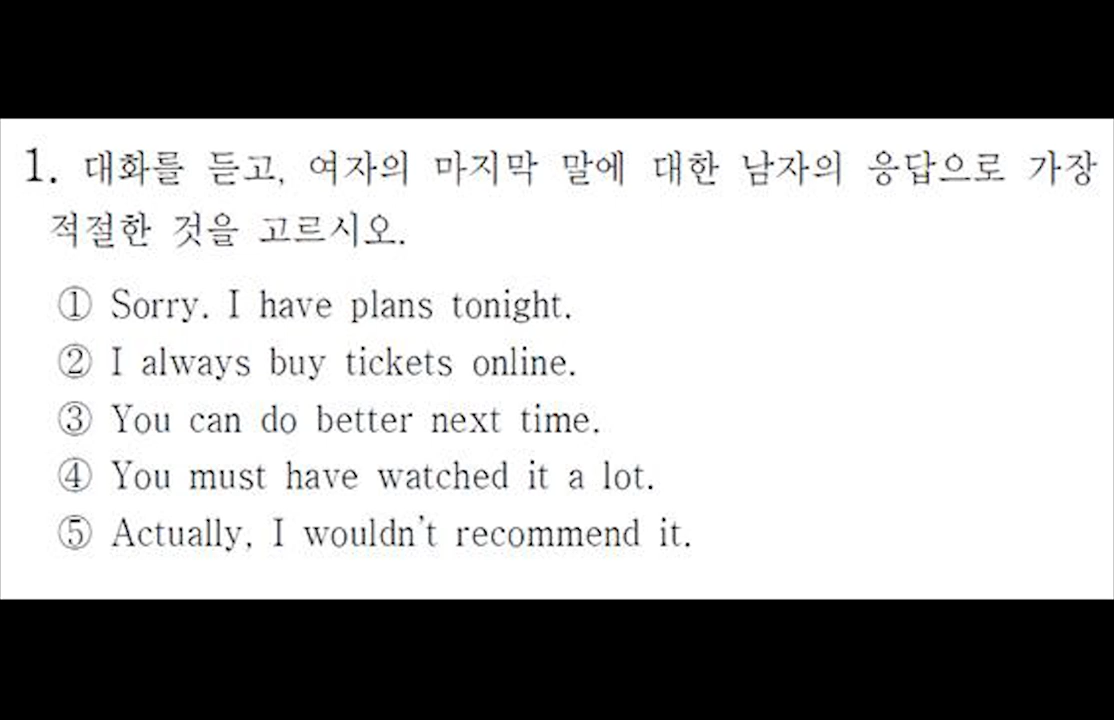 1. 대화를 듣고, 여자의 마지막 말에 대한 남자의 응답으로 가장
적절한 것을 고르시오.
① Sorry. I have plans tonight.
② I always buy tickets online.
③ You can do better next time.
④ You must have watched it a lot.
⑤ Actually, I wouldn't recommend it.